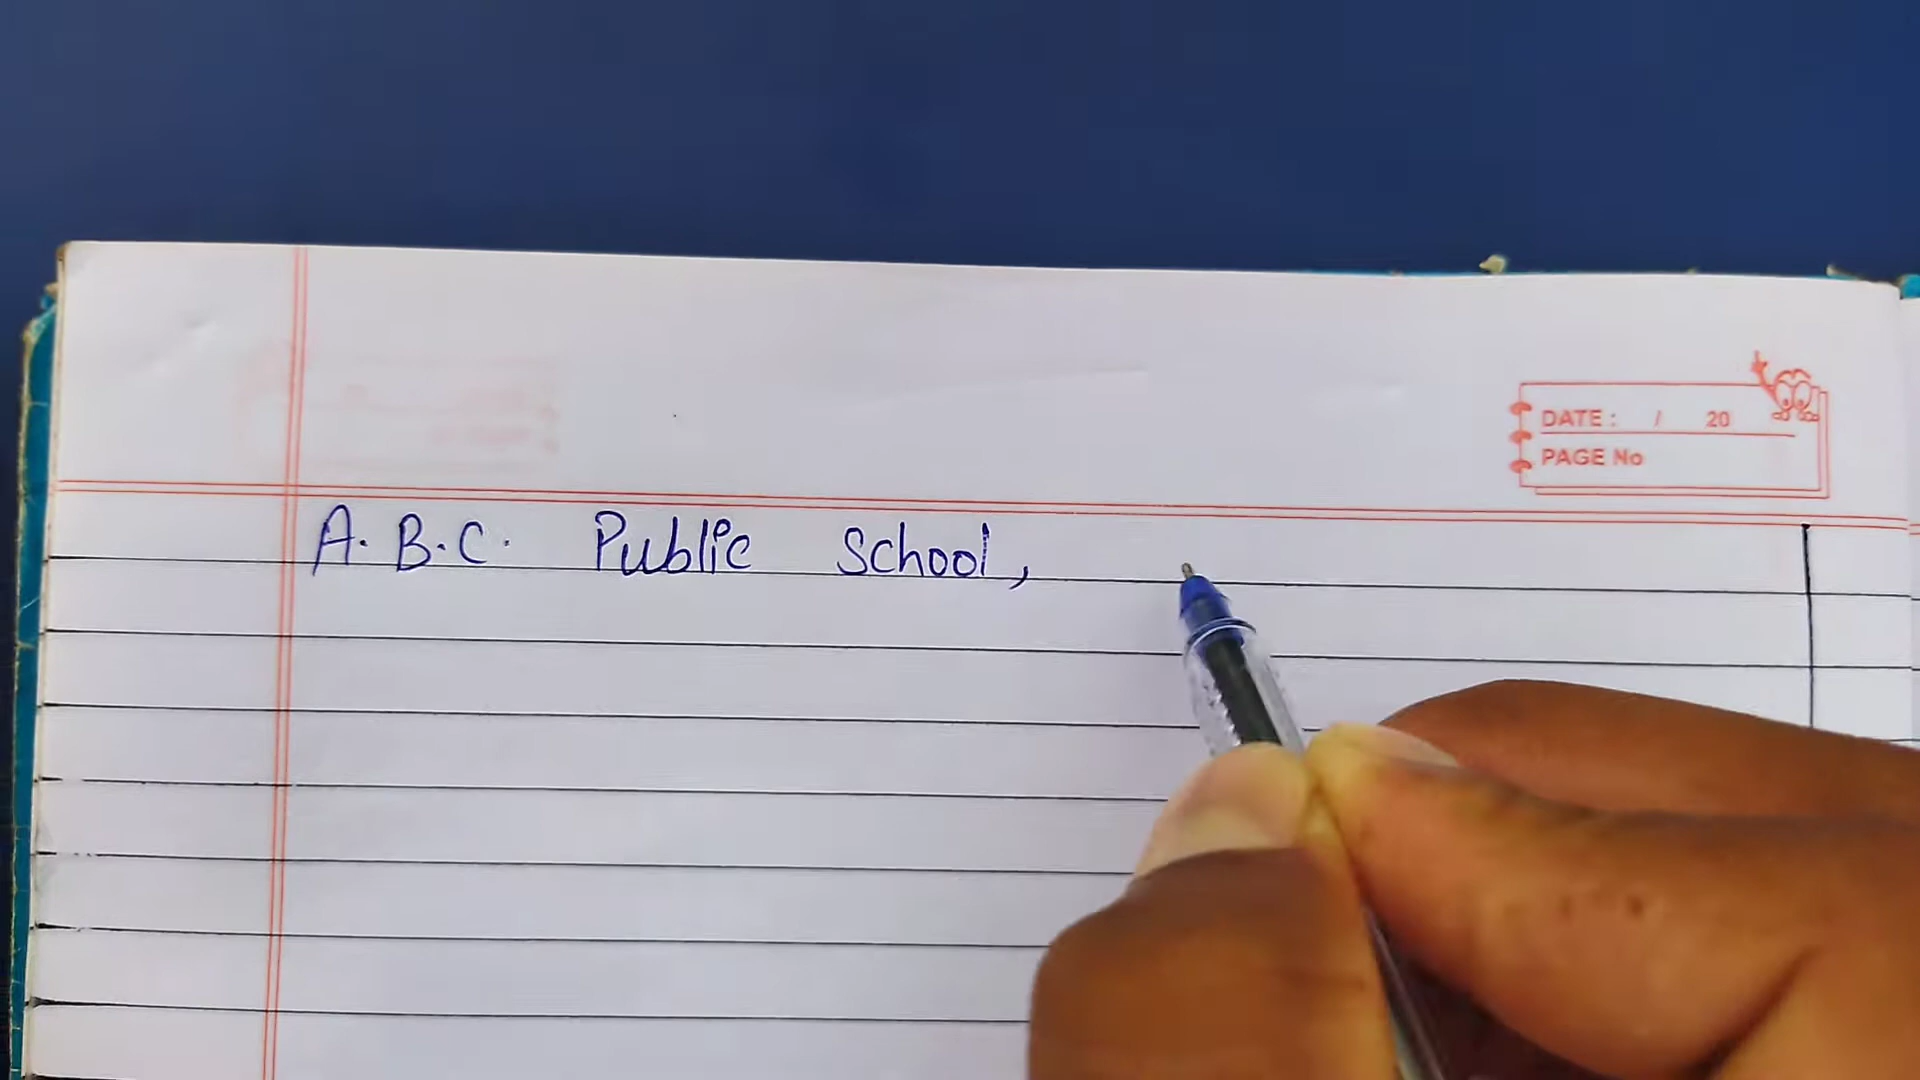 DATE : / 20
PAGE No
A. B. C. Public School,